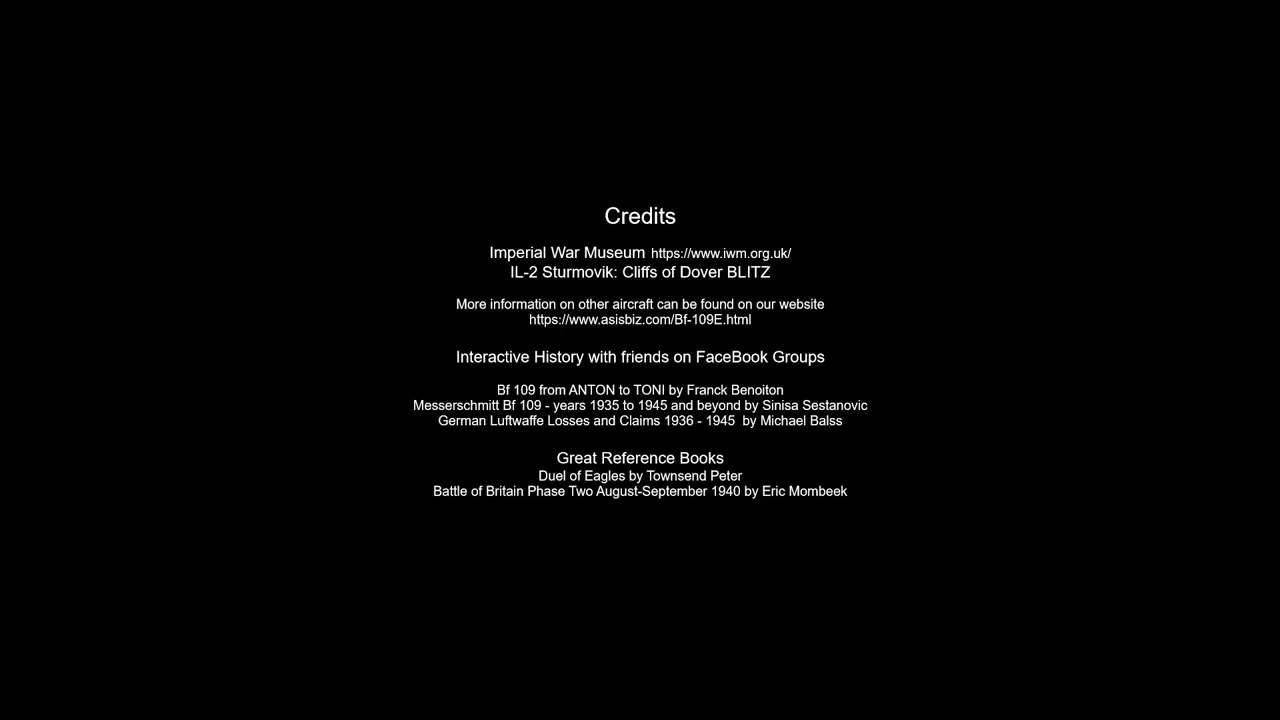 Credits
Imperial War Museum https://www.iwm.org.uk/
IL-2 Sturmovik: Cliffs of Dover BLITZ
More information on other aircraft can be found on our website
https://www.asisbiz.com/Bf-109E.html
Interactive History with friends on FaceBook Groups
Bf 109 from ANTON to TONI by Franck Benoiton
Messerschmitt Bf 109 - years 1935 to 1945 and beyond by Sinisa Sestanovic
German Luftwaffe Losses and Claims 1936 - 1945  by Michael Balss
Great Reference Books
Duel of Eagles by Townsend Peter
Battle of Britain Phase Two August-September 1940 by Eric Mombeek